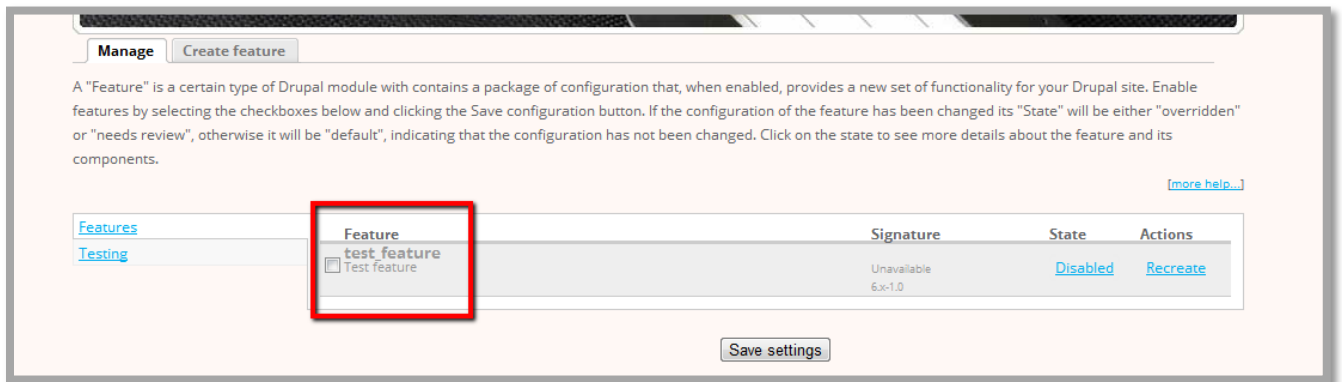 Manage Create feature
A "Feature" is a certain type of Drupal module with contains a package of configuration that, when enabled, provides a new set of functionality for your Drupal site. Enable
features by selecting the checkboxes below and clicking the Save configuration button. If the configuration of the feature has been changed its "State" will be either "overridden"
or "needs review", otherwise it will be "default", indicating that the configuration has not been changed. Click on the state to see more details about the feature and its
components.
[more help...]
Features
Testing
Feature Signature State Actions
test_feature
Test feature Unavailable Disabled Recreate
6.x-1.0
Save settings